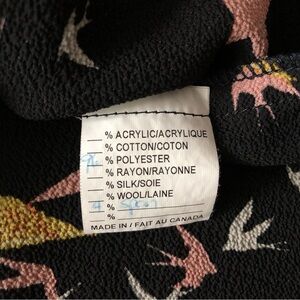 % ACRYLIC/ACRYLIQUE
% COTTON/COTON
% POLYESTER
% RAYON/RAYONNE
% SILK/SOIE
% WOOL/LAINE
%
MADE IN / FAIT AU CANADA